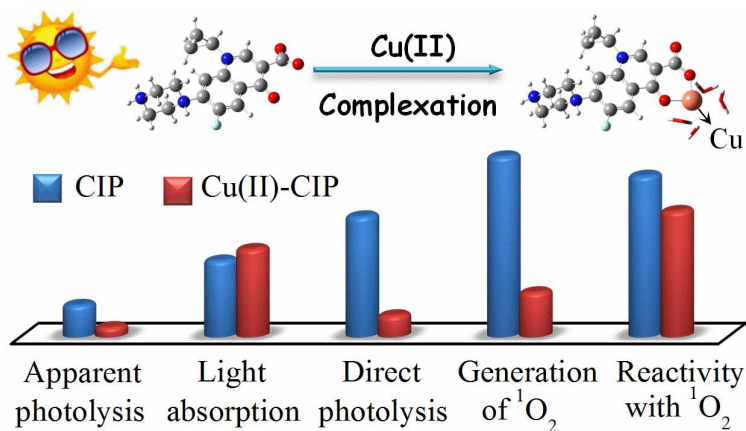 Cu(II)
Complexation
Cu
CIP
Cu(II)-CIP
Apparent
photolysis
Light
absorption
Direct
photolysis
Generation
of ¹O₂
Reactivity
with ¹O₂